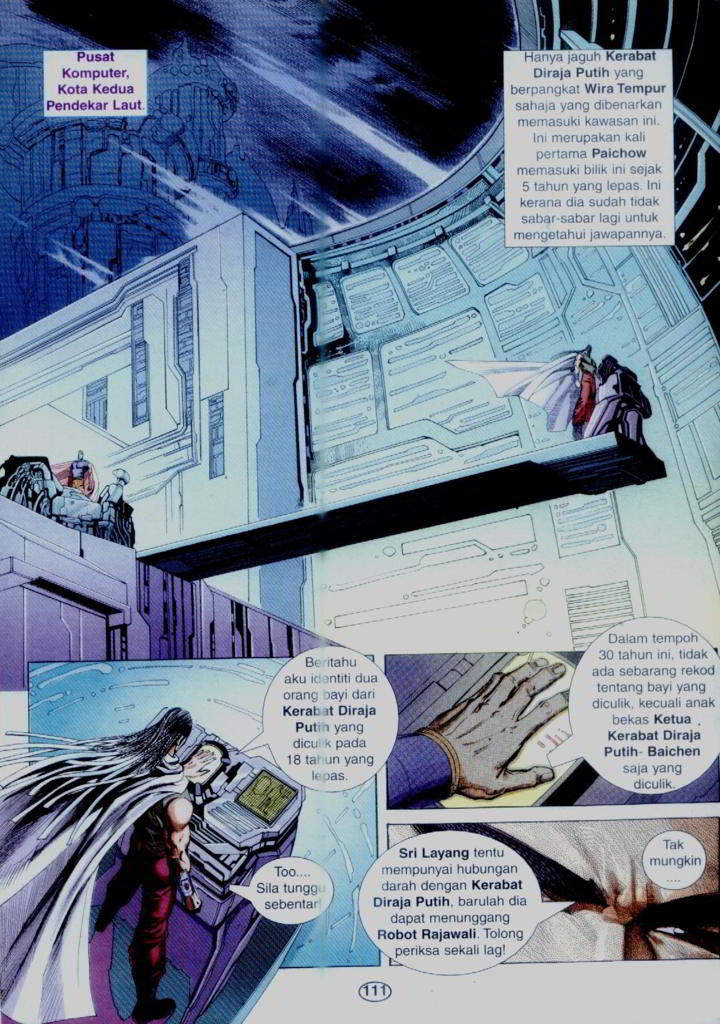 Pusat
Komputer,
Kota Kedua
Pendekar Laut.
Hanya jaguh Kerabat
Diraja Putih yang
berpangkat Wira Tempur
sahaja yang dibenarkan
memasuki kawasan ini.
Ini merupakan kali
pertama Paichow
memasuki bilik ini sejak
5 tahun yang lepas. Ini
kerana dia sudah tidak
sabar-sabar lagi untuk
mengetahui jawapannya.
Beritahu
aku identiti dua
orang bayi dari
Kerabat Diraja
Putih yang
diculik pada
18 tahun yang
lepas.
Too....
Sila tunggu
sebentar!
Dalam tempoh
30 tahun ini, tidak
ada sebarang rekod
tentang bayi yang
diculik, kecuali anak
bekas Ketua
Kerabat Diraja
Putih- Baichen
saja yang
diculik.
Tak
mungkin
....
Sri Layang tentu
mempunyai hubungan
darah dengan Kerabat
Diraja Putih, barulah dia
dapat menunggang
Robot Rajawali. Tolong
periksa sekali lag!
111